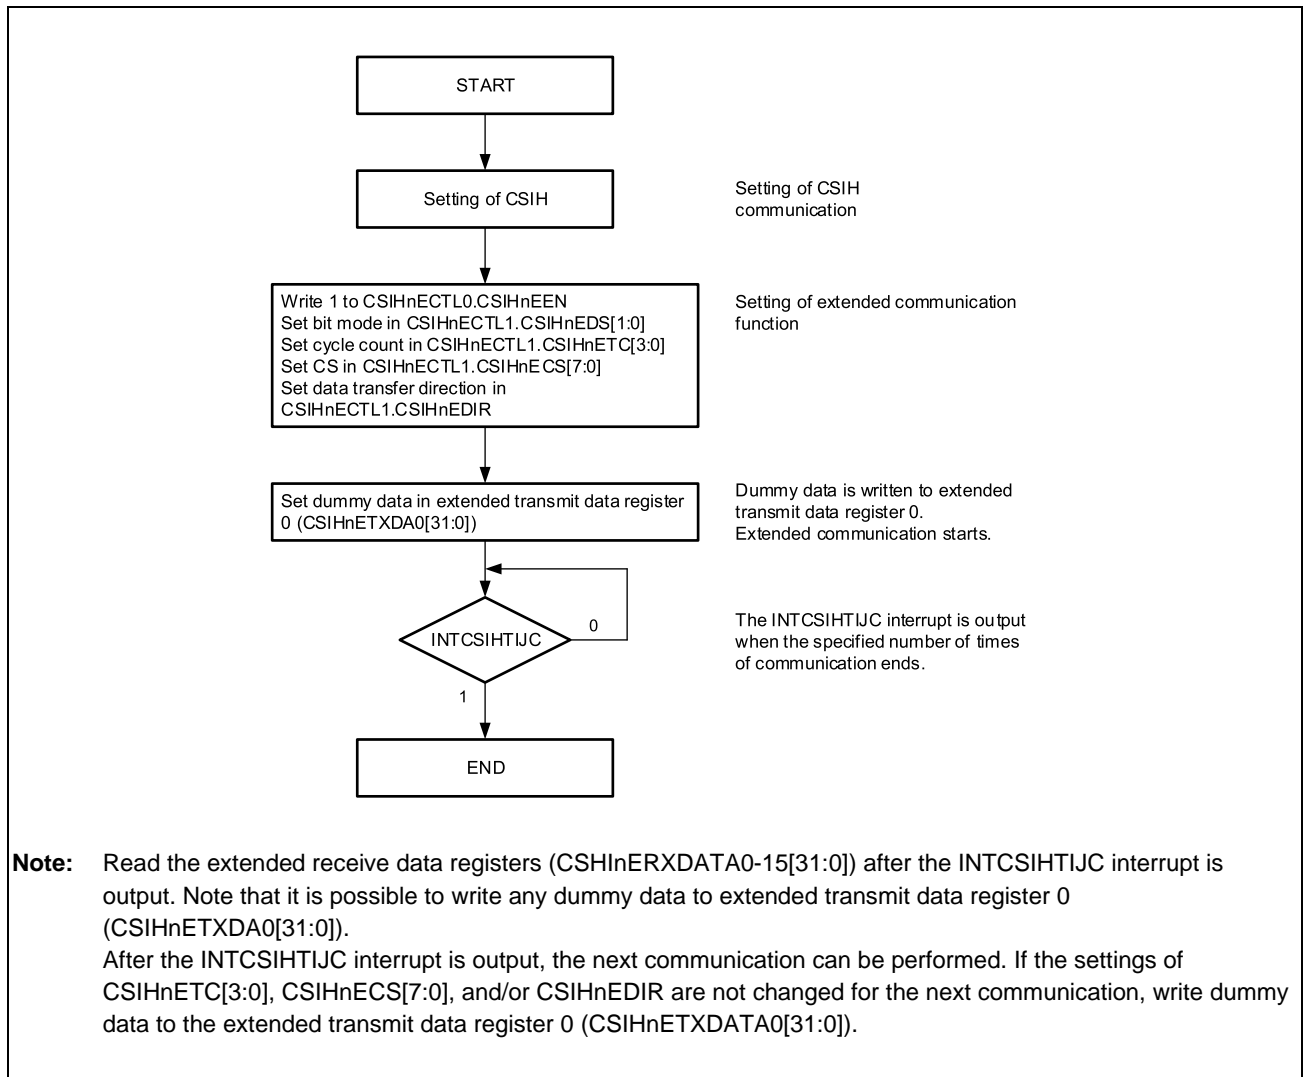 START
Setting of CSIH
Setting of CSIH
communication
Write 1 to CSIHnECTL0.CSIHnEEN
Set bit mode in CSIHnECTL1.CSIHnEDS[1:0]
Set cycle count in CSIHnECTL1.CSIHnETC[3:0]
Set CS in CSIHnECTL1.CSIHnECS[7:0]
Set data transfer direction in
CSIHnECTL1.CSIHnEDIR
Setting of extended communication
function
Set dummy data in extended transmit data register
0 (CSIHnETXDA0[31:0])
Dummy data is written to extended
transmit data register 0.
Extended communication starts.
INTCSIHTIJC
0
1
The INTCSIHTIJC interrupt is output
when the specified number of times
of communication ends.
END
Note: Read the extended receive data registers (CSHInERXDATA0-15[31:0]) after the INTCSIHTIJC interrupt is
output. Note that it is possible to write any dummy data to extended transmit data register 0
(CSIHnETXDA0[31:0]).
After the INTCSIHTIJC interrupt is output, the next communication can be performed. If the settings of
CSIHnETC[3:0], CSIHnECS[7:0], and/or CSIHnEDIR are not changed for the next communication, write dummy
data to the extended transmit data register 0 (CSIHnETXDATA0[31:0]).